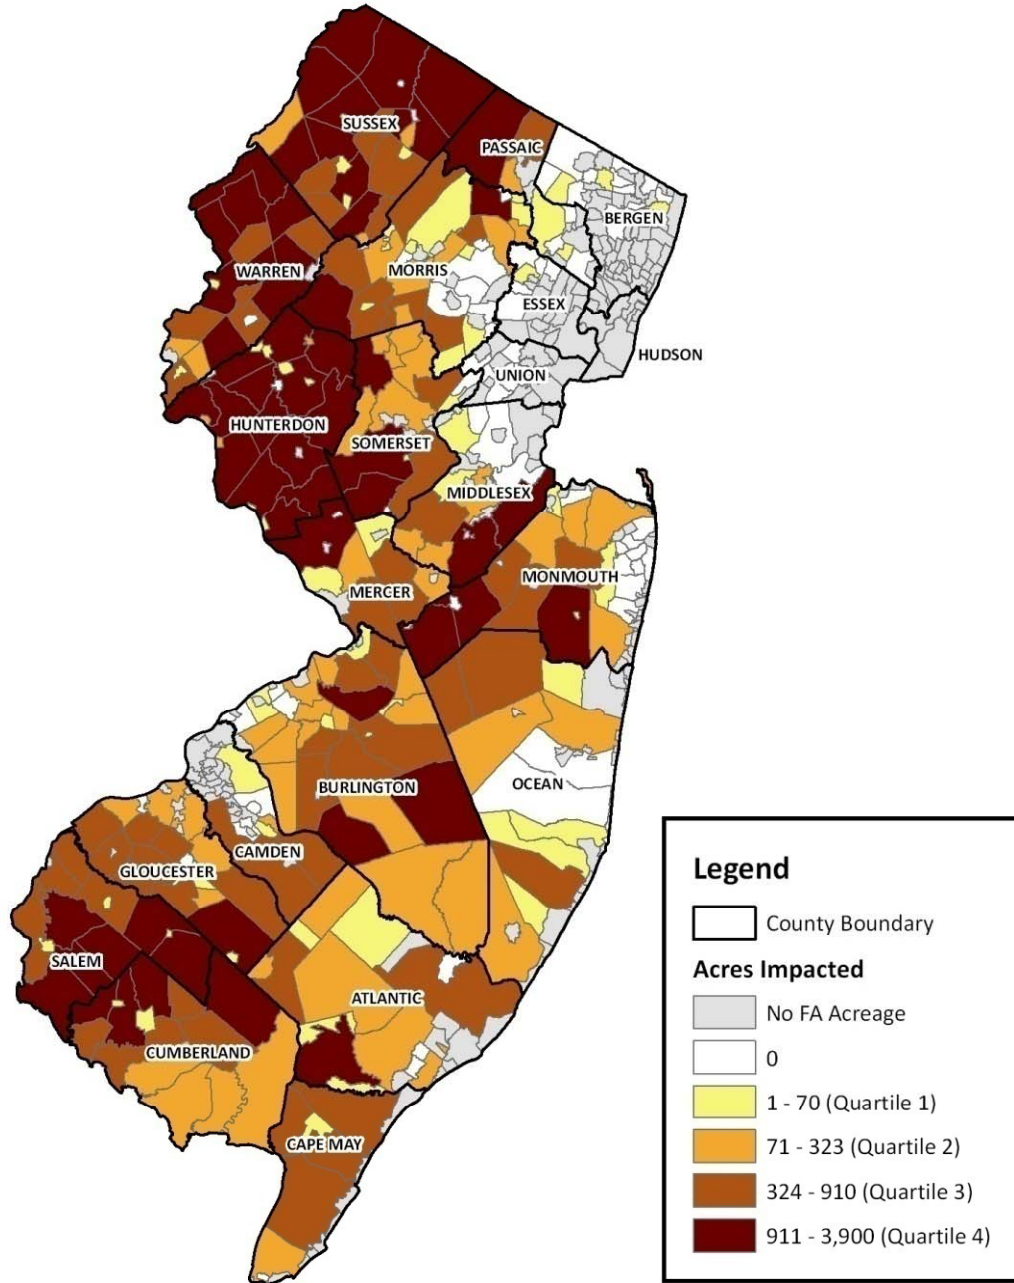 SUSSEX
PASSAIC
BERGEN
WARREN
MORRIS
ESSEX
HUDSON
UNION
HUNTERDON
SOMERSET
MIDDLESEX
MONMOUTH
MERCER
OCEAN
BURLINGTON
CAMDEN
GLOUCESTER
SALEM
ATLANTIC
CUMBERLAND
CAPE MAY
Legend
County Boundary
Acres Impacted
No FA Acreage
0
1 - 70 (Quartile 1)
71 - 323 (Quartile 2)
324 - 910 (Quartile 3)
911 - 3,900 (Quartile 4)